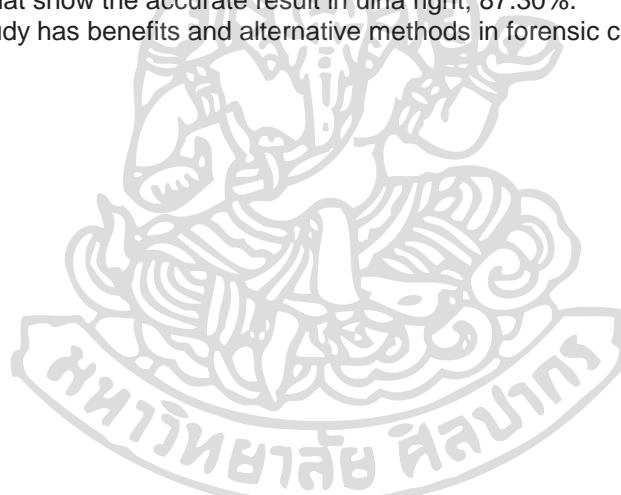 that show the accurate result in ulna right, 87.30%.
udy has benefits and alternative methods in forensic c
มหาวิทยาลัย ศิลปากร